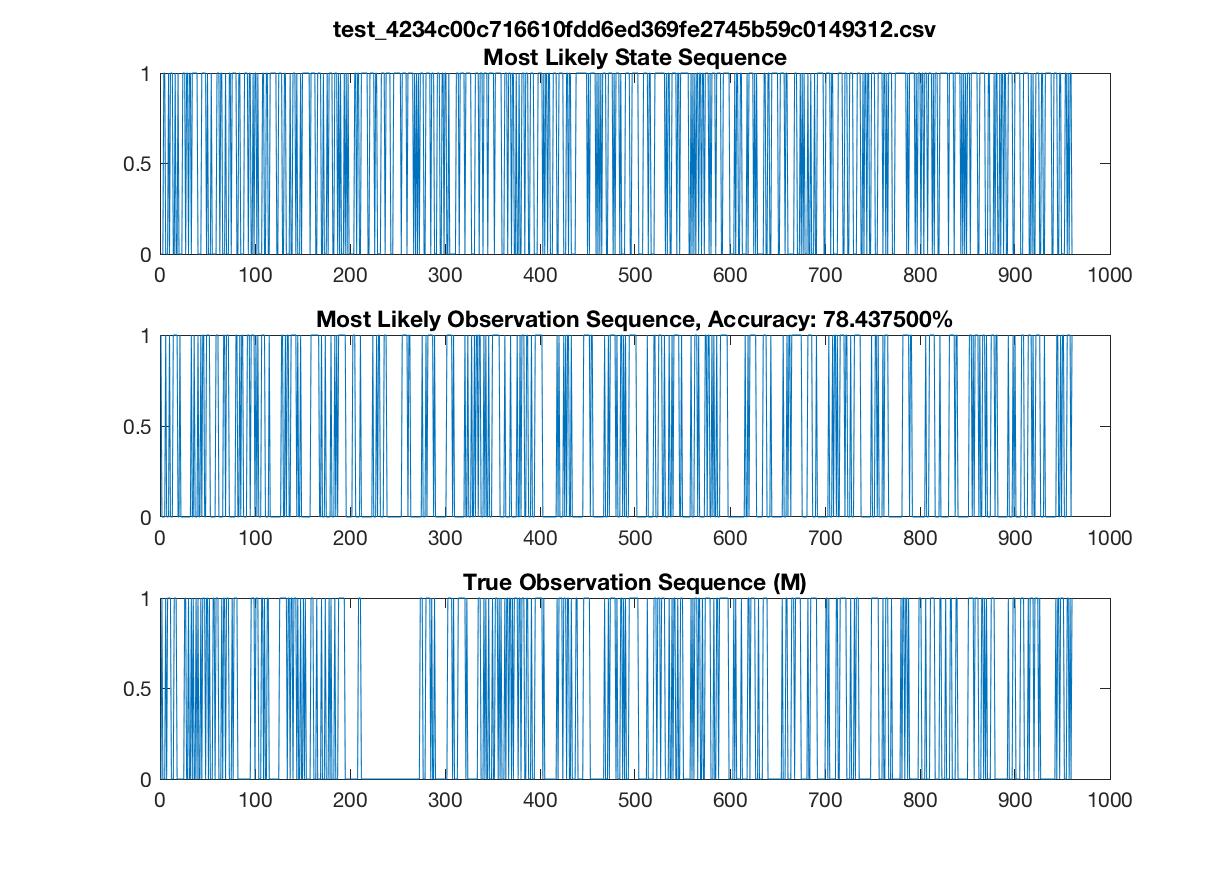 test_4234c00c716610fdd6ed369fe2745b59c0149312.csv
Most Likely State Sequence
1
0.5
0
0 100 200 300 400 500 600 700 800 900 1000
Most Likely Observation Sequence, Accuracy: 78.437500%
1
0.5
0
0 100 200 300 400 500 600 700 800 900 1000
True Observation Sequence (M)
1
0.5
0
0 100 200 300 400 500 600 700 800 900 1000